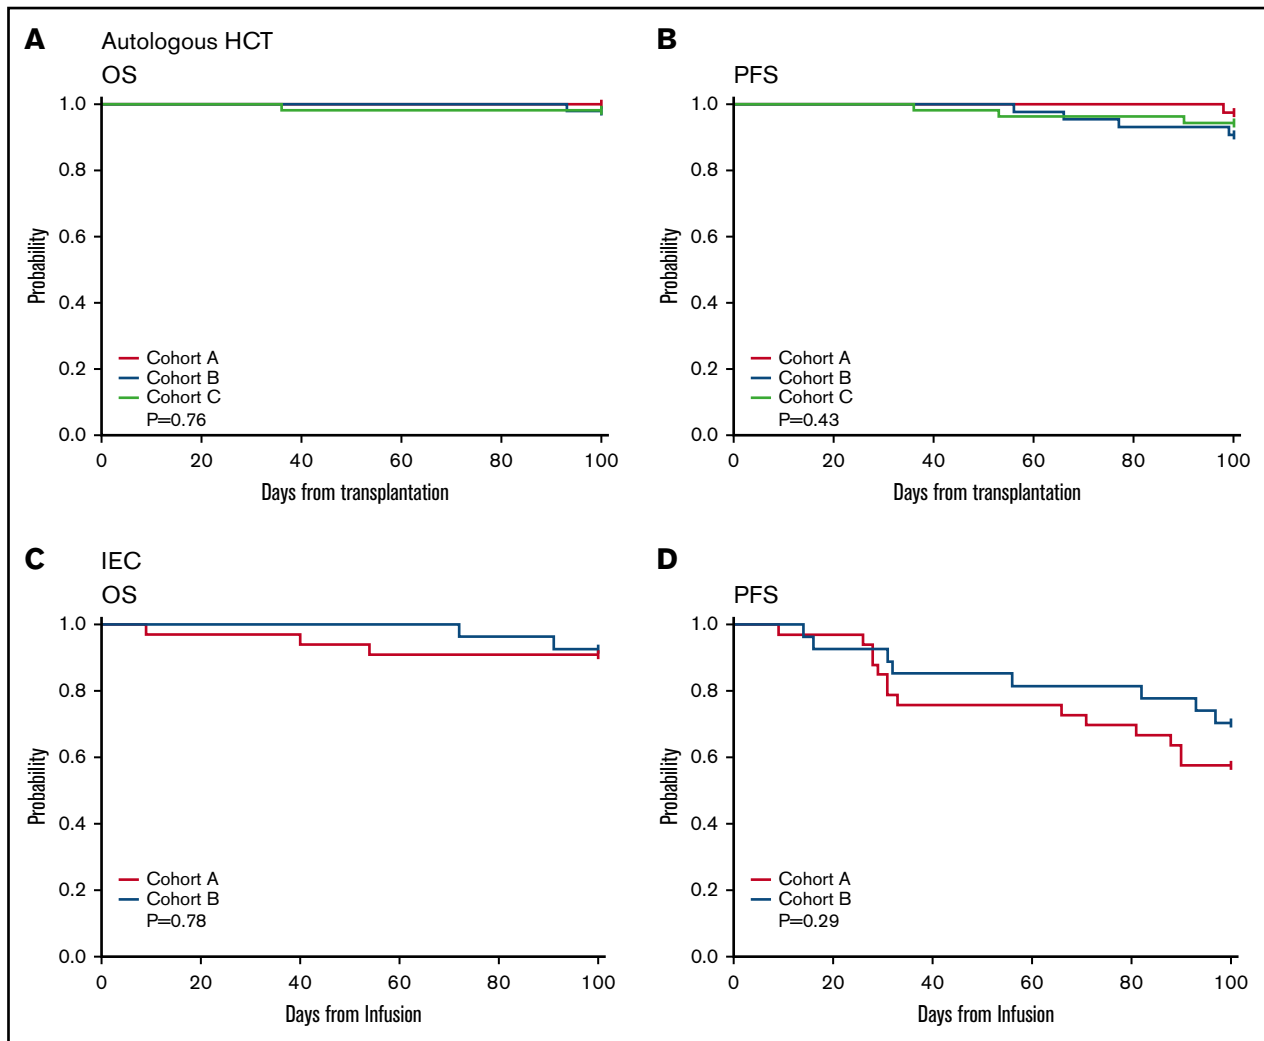 A Autologous HCT
OS
1.0
0.8
0.6
0.4
0.2
0.0
Probability
Cohort A
Cohort B
Cohort C
P=0.76
0 20 40 60 80 100
Days from transplantation
B
PFS
1.0
0.8
0.6
0.4
0.2
0.0
Probability
Cohort A
Cohort B
Cohort C
P=0.43
0 20 40 60 80 100
Days from transplantation
C IEC
OS
1.0
0.8
0.6
0.4
0.2
0.0
Probability
Cohort A
Cohort B
P=0.78
0 20 40 60 80 100
Days from Infusion
D
PFS
1.0
0.8
0.6
0.4
0.2
0.0
Probability
Cohort A
Cohort B
P=0.29
0 20 40 60 80 100
Days from Infusion